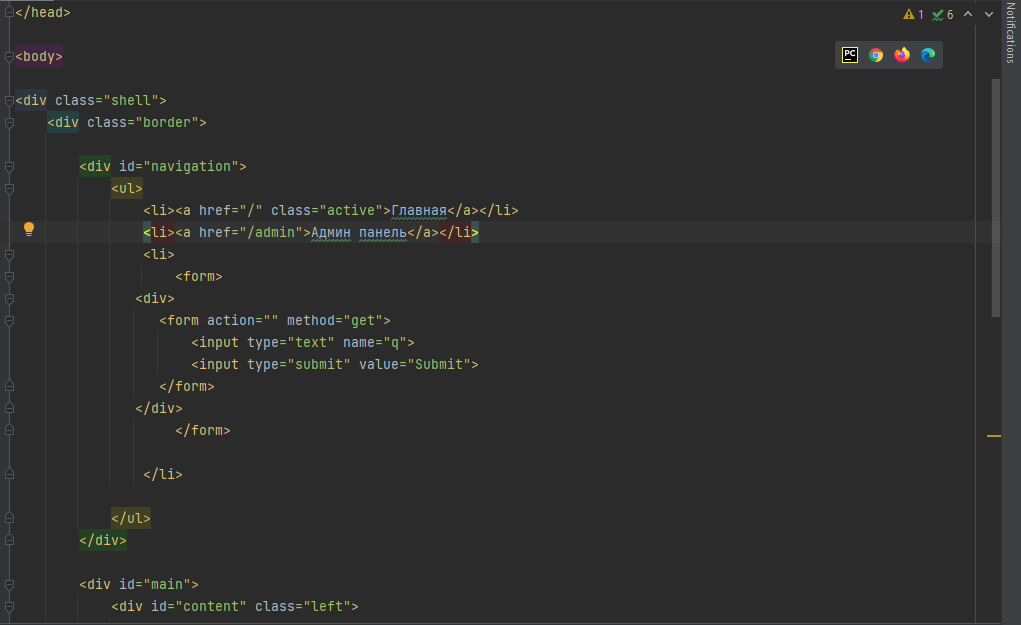 </head>
1 6
Notifications
<body>
PC
<div class="shell">
<div class="border">
<div id="navigation">
<ul>
<li><a href="/" class="active">Главная</a></li>
<li><a href="/admin">Админ панель</a></li>
<li>
<form>
<div>
<form action="" method="get">
<input type="text" name="q">
<input type="submit" value="Submit">
</form>
</div>
</form>
</li>
</ul>
</div>
<div id="main">
<div id="content" class="left">